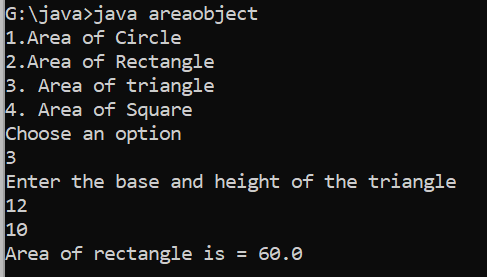 G:\java>java areaobject
1.Area of Circle
2.Area of Rectangle
3. Area of triangle
4. Area of Square
Choose an option
3
Enter the base and height of the triangle
12
10
Area of rectangle is = 60.0